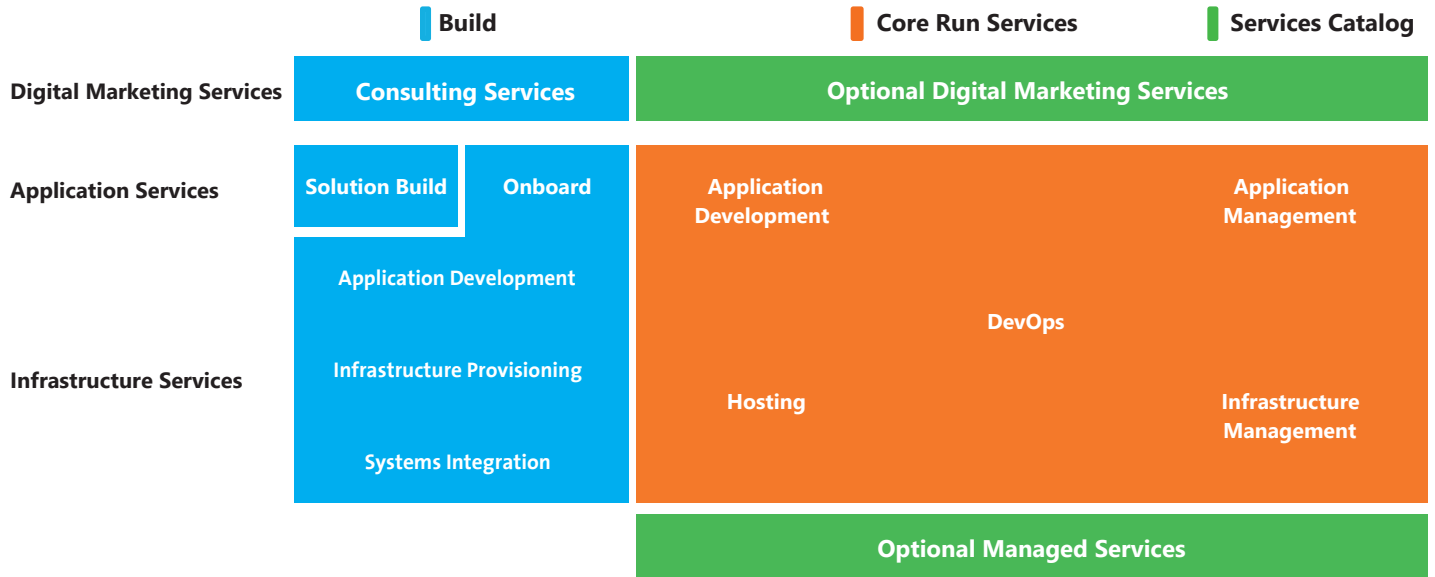 Build
Core Run Services
Services Catalog
Digital Marketing Services
Consulting Services
Optional Digital Marketing Services
Application Services
Solution Build
Onboard
Application
Development
Application
Management
Application Development
DevOps
Infrastructure Services
Infrastructure Provisioning
Hosting
Infrastructure
Management
Systems Integration
Optional Managed Services